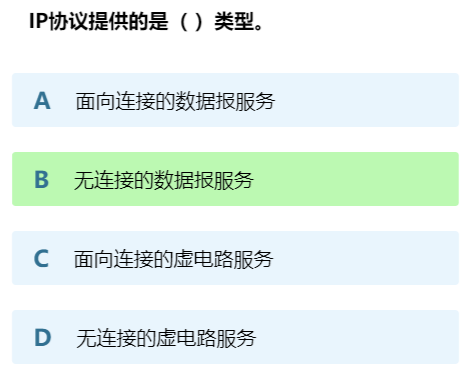 IP协议提供的是（ ）类型。
A 面向连接的数据报服务
B 无连接的数据报服务
C 面向连接的虚电路服务
D 无连接的虚电路服务